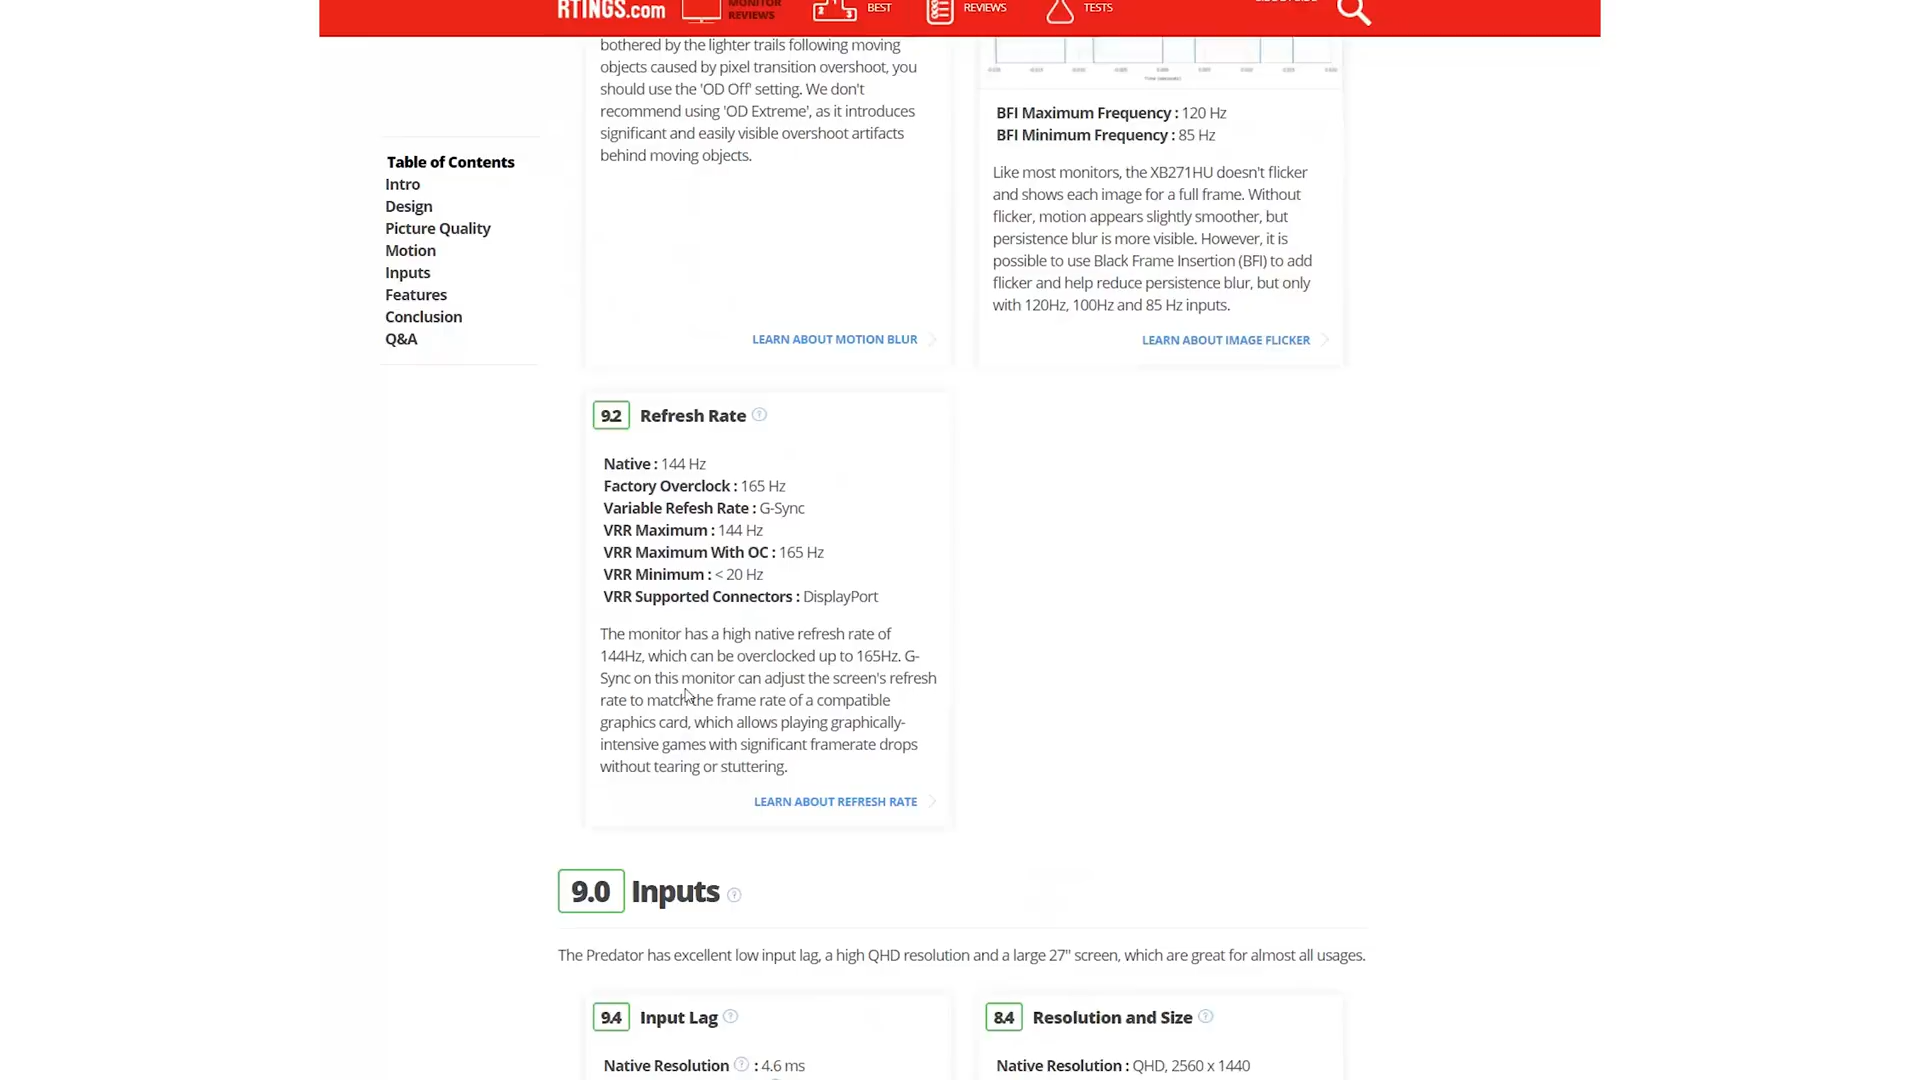 RTINGS.com
MONITOR
REVIEWS
BEST
REVIEWS
TESTS
Table of Contents
Intro
Design
Picture Quality
Motion
Inputs
Features
Conclusion
Q&A
bothered by the lighter trails following moving
objects caused by pixel transition overshoot, you
should use the 'OD Off' setting. We don't
recommend using 'OD Extreme', as it introduces
significant and easily visible overshoot artifacts
behind moving objects.
LEARN ABOUT MOTION BLUR
BFI Maximum Frequency : 120 Hz
BFI Minimum Frequency : 85 Hz
Like most monitors, the XB271HU doesn't flicker
and shows each image for a full frame. Without
flicker, motion appears slightly smoother, but
persistence blur is more visible. However, it is
possible to use Black Frame Insertion (BFI) to add
flicker and help reduce persistence blur, but only
with 120Hz, 100Hz and 85 Hz inputs.
LEARN ABOUT IMAGE FLICKER
9.2 Refresh Rate ?
Native : 144 Hz
Factory Overclock : 165 Hz
Variable Refesh Rate : G-Sync
VRR Maximum : 144 Hz
VRR Maximum With OC : 165 Hz
VRR Minimum : < 20 Hz
VRR Supported Connectors : DisplayPort
The monitor has a high native refresh rate of
144Hz, which can be overclocked up to 165Hz. G-
Sync on this monitor can adjust the screen's refresh
rate to match the frame rate of a compatible
graphics card, which allows playing graphically-
intensive games with significant framerate drops
without tearing or stuttering.
LEARN ABOUT REFRESH RATE
9.0 Inputs ?
The Predator has excellent low input lag, a high QHD resolution and a large 27" screen, which are great for almost all usages.
9.4 Input Lag ?
Native Resolution ? : 4.6 ms
8.4 Resolution and Size ?
Native Resolution : QHD, 2560 x 1440